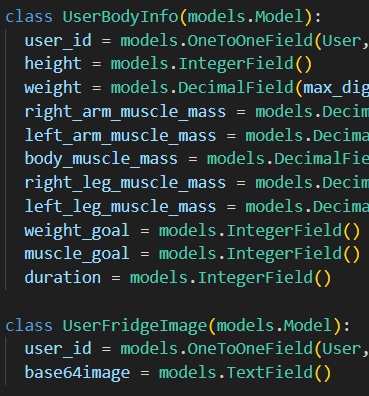 class UserBodyInfo(models.Model):
user_id = models.OneToOneField(User,
height = models.IntegerField()
weight = models.DecimalField(max_dig
right_arm_muscle_mass = models.Decim
left_arm_muscle_mass = models.Decima
body_muscle_mass = models.DecimalFie
right_leg_muscle_mass = models.Decim
left_leg_muscle_mass = models.Decima
weight_goal = models.IntegerField()
muscle_goal = models.IntegerField()
duration = models.IntegerField()
class UserFridgeImage(models.Model):
user_id = models.OneToOneField(User,
base64image = models.TextField()